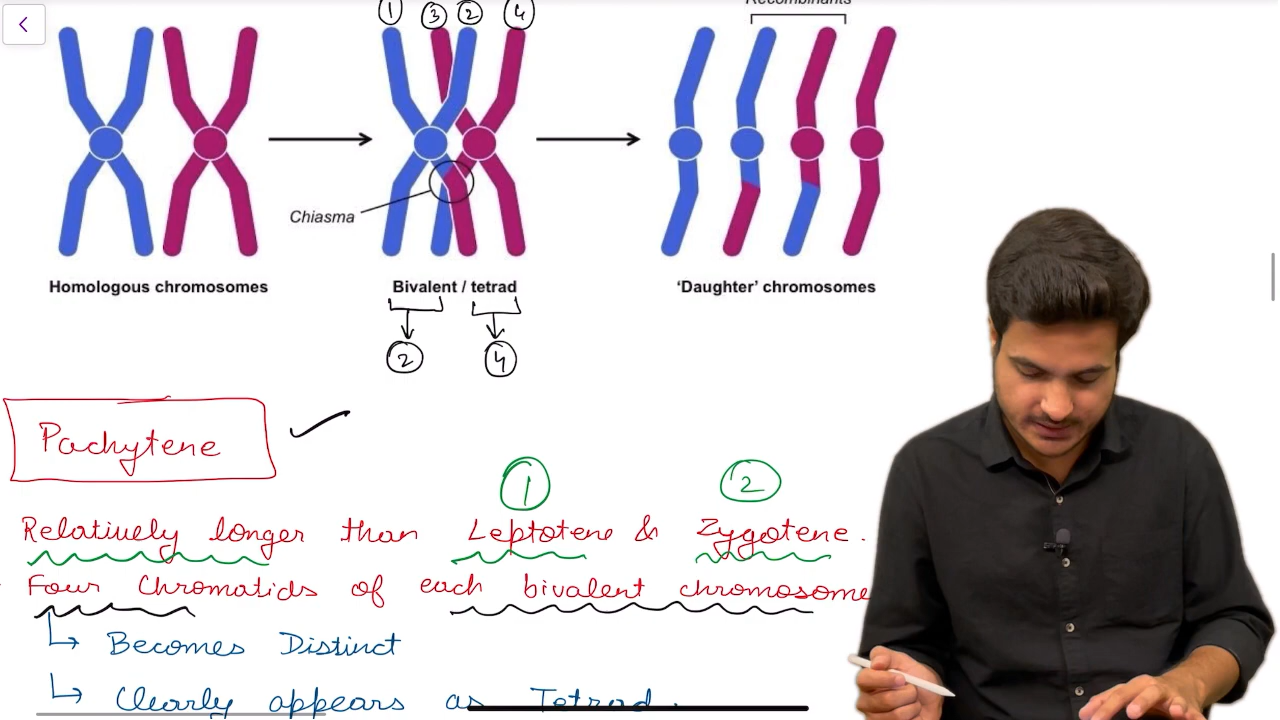 ① ③ ② ④
Recombinants
Chiasma
Homologous chromosomes
Bivalent / tetrad
‘Daughter’ chromosomes
② ④
Pachytene ✓
① ②
Relatively longer than Leptotene & Zygotene.
Four Chromatids of each bivalent chromosome
↳ Becomes Distinct
↳ Clearly appears as Tetrad.